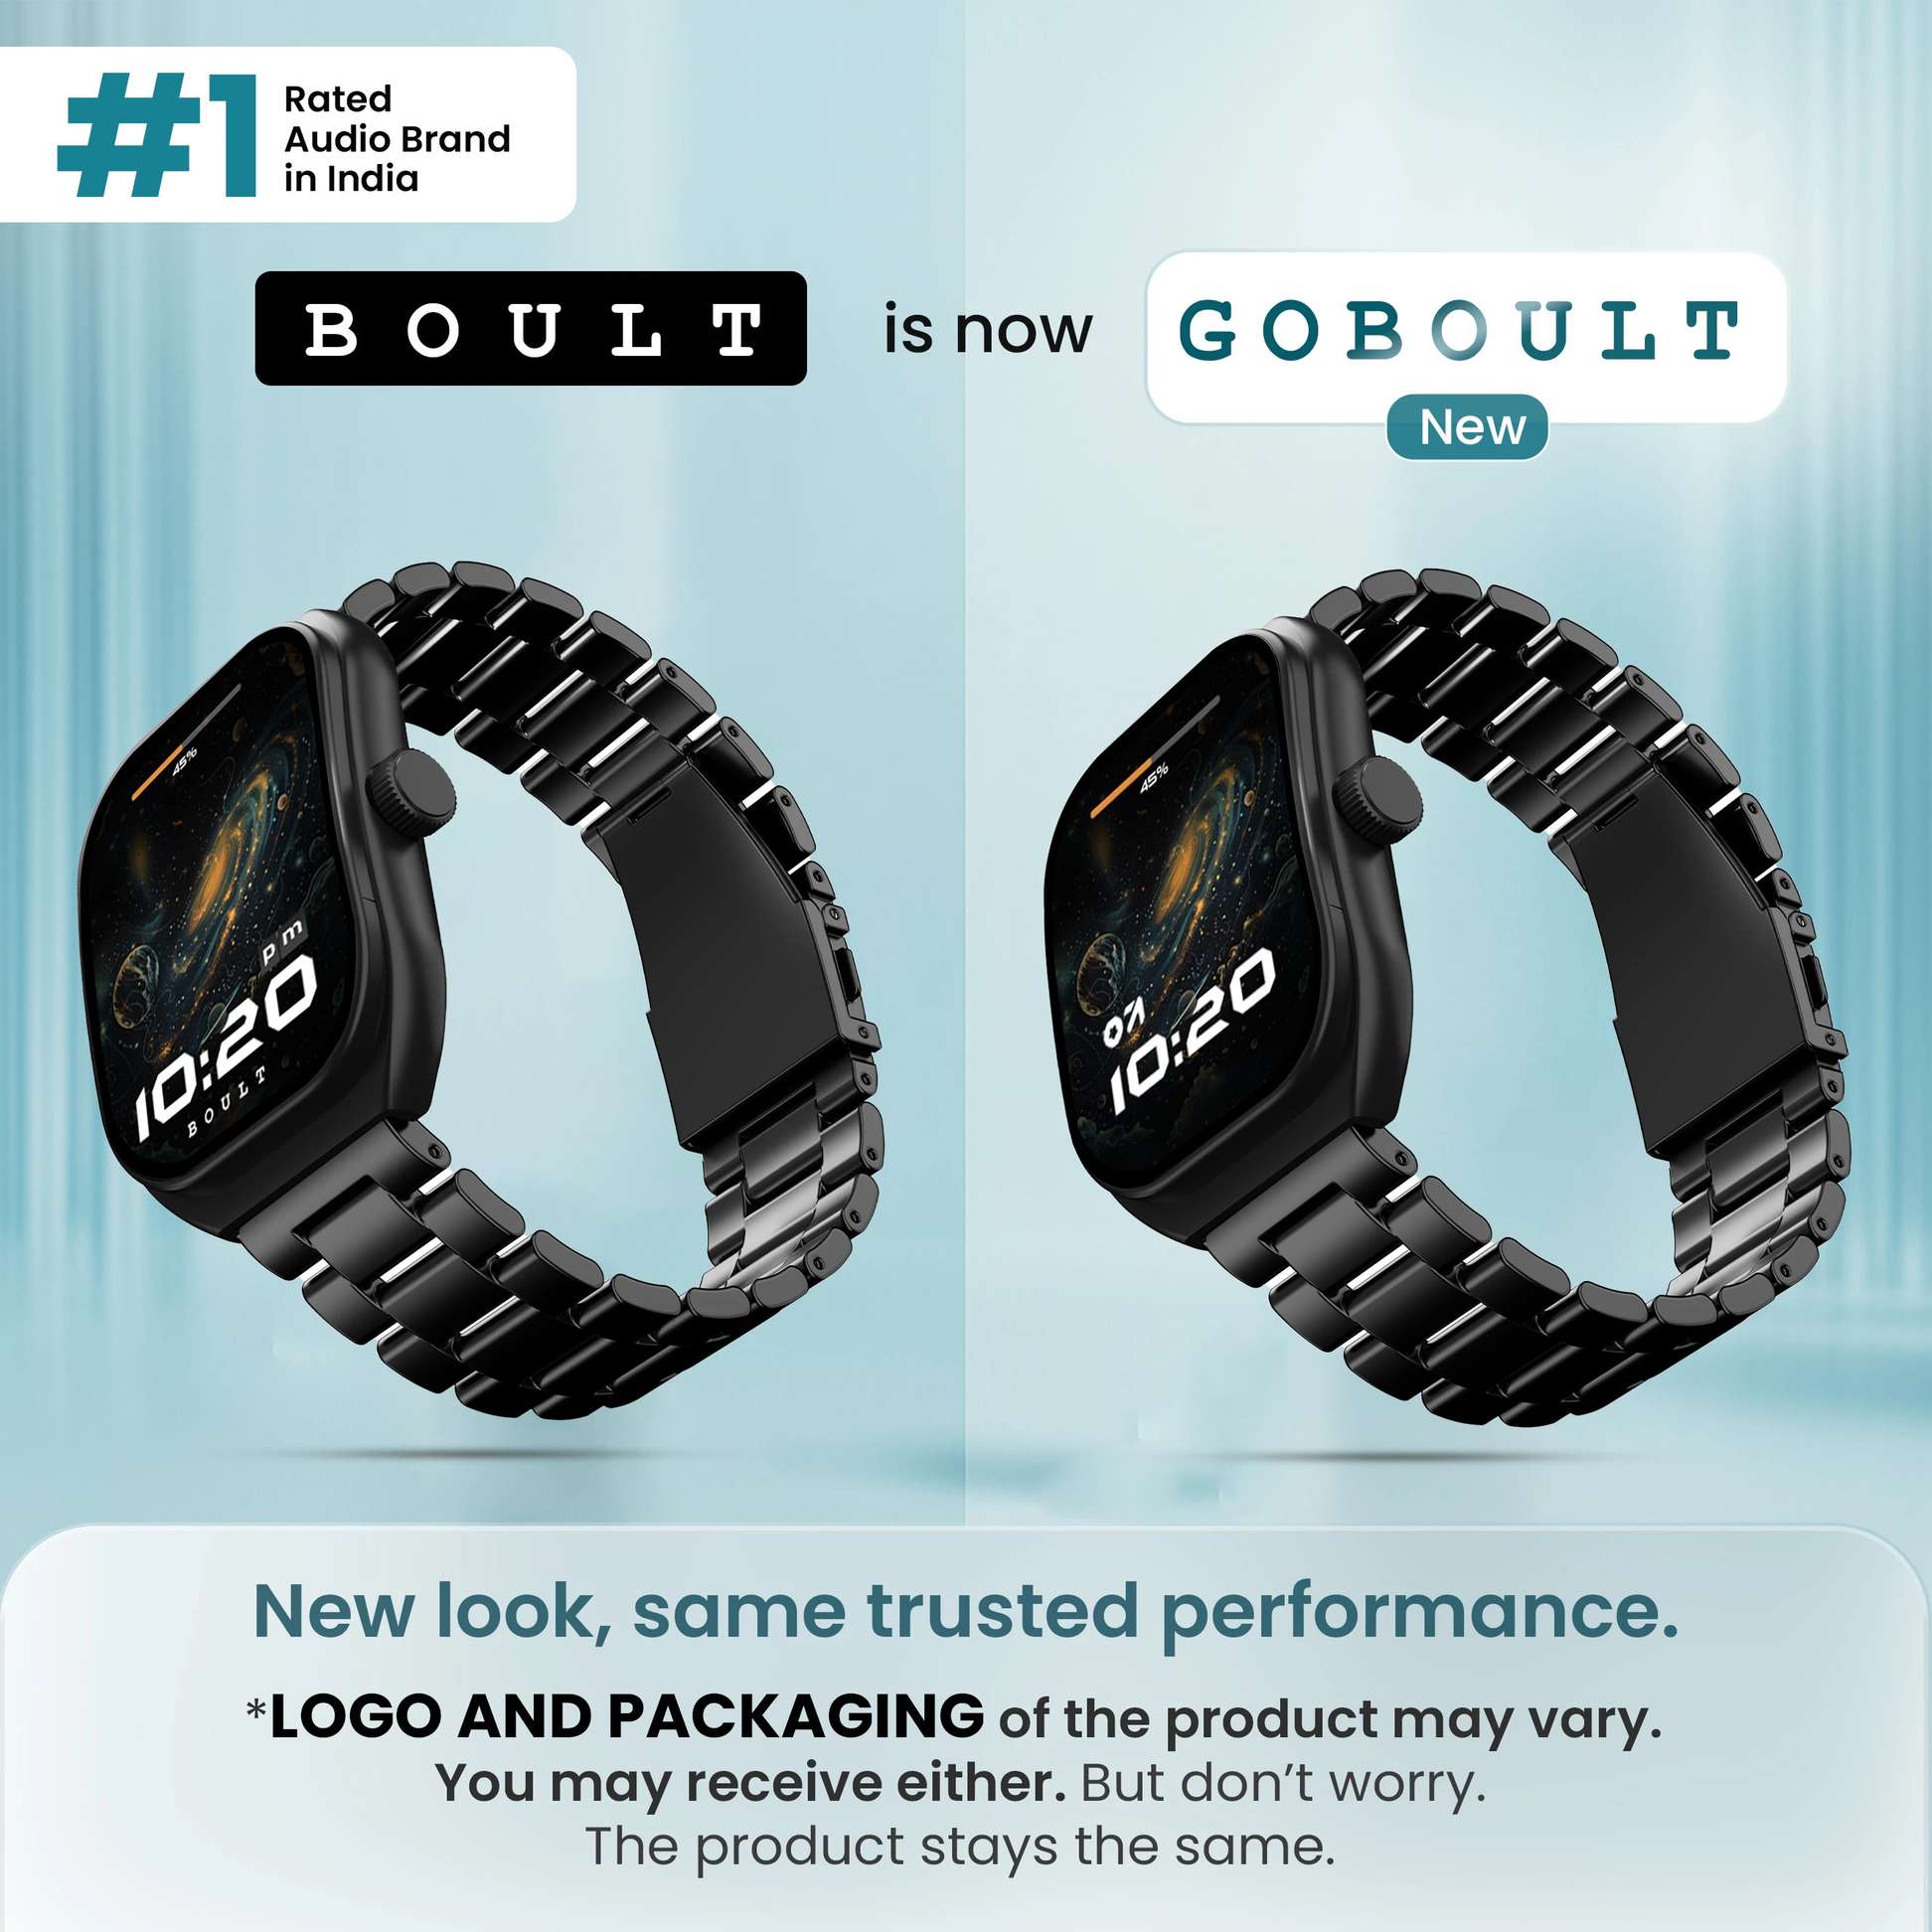 #1
Rated
Audio Brand
in India
BOULT is now GOBOULT
New
45%
pm
10:20
BOULT
45%
10:20
New look, same trusted performance.
*LOGO AND PACKAGING of the product may vary.
You may receive either. But don't worry.
The product stays the same.